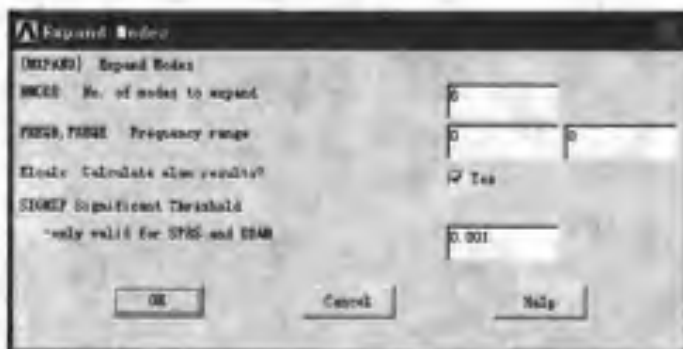 Expand Modes
[MXPAND] Expand Modes
NMODE No. of modes to expand
FREQB,FREQE Frequency range
0
0
Elcalc Calculate elem results?
Yes
SIGNIF Significant Threshold
-only valid for SPRS and DDAM
0.001
OK
Cancel
Help